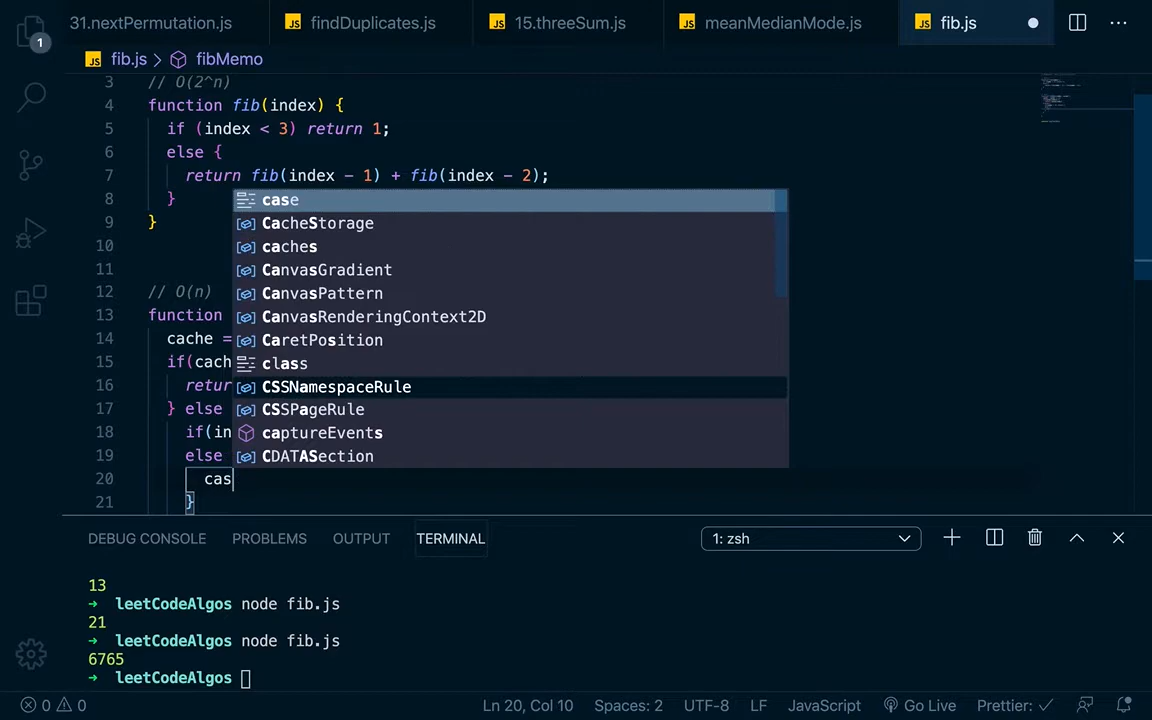 31.nextPermutation.js JS findDuplicates.js JS 15.threeSum.js JS meanMedianMode.js JS fib.js
1
JS fib.js > fibMemo
3 // O(2^n)
4 function fib(index) {
5 if (index < 3) return 1;
6 else {
7 return fib(index - 1) + fib(index - 2);
8 }
9 }
10
11
12 // O(n)
13 function
14 cache =
15 if(cach
16 retur
17 } else
18 if(in
19 else
20 cas
21 }
case
CacheStorage
caches
CanvasGradient
CanvasPattern
CanvasRenderingContext2D
CaretPosition
class
CSSNamespaceRule
CSSPageRule
captureEvents
CDATASection
DEBUG CONSOLE PROBLEMS OUTPUT TERMINAL 1: zsh
13
➜ leetCodeAlgos node fib.js
21
➜ leetCodeAlgos node fib.js
6765
➜ leetCodeAlgos
0 0 Ln 20, Col 10 Spaces: 2 UTF-8 LF JavaScript Go Live Prettier: ✓